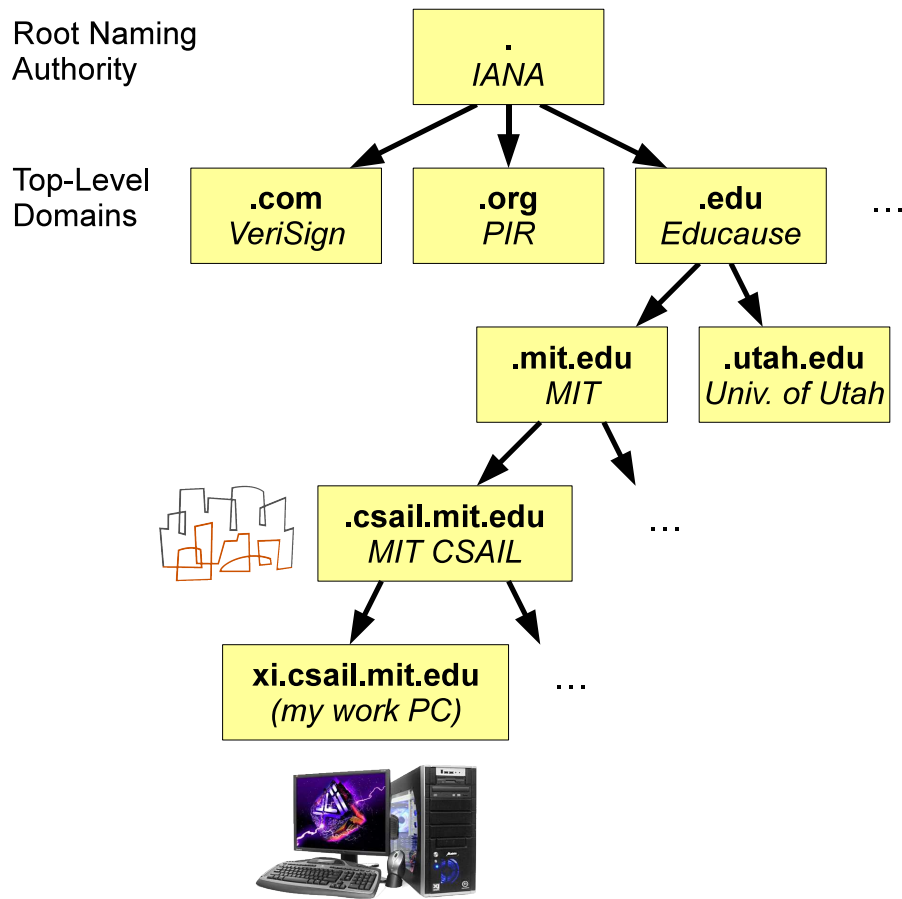 Root Naming
Authority
.
IANA
Top-Level
Domains
.com
VeriSign
.org
PIR
.edu
Educause
...
.mit.edu
MIT
.utah.edu
Univ. of Utah
.csail.mit.edu
MIT CSAIL
...
xi.csail.mit.edu
(my work PC)
...